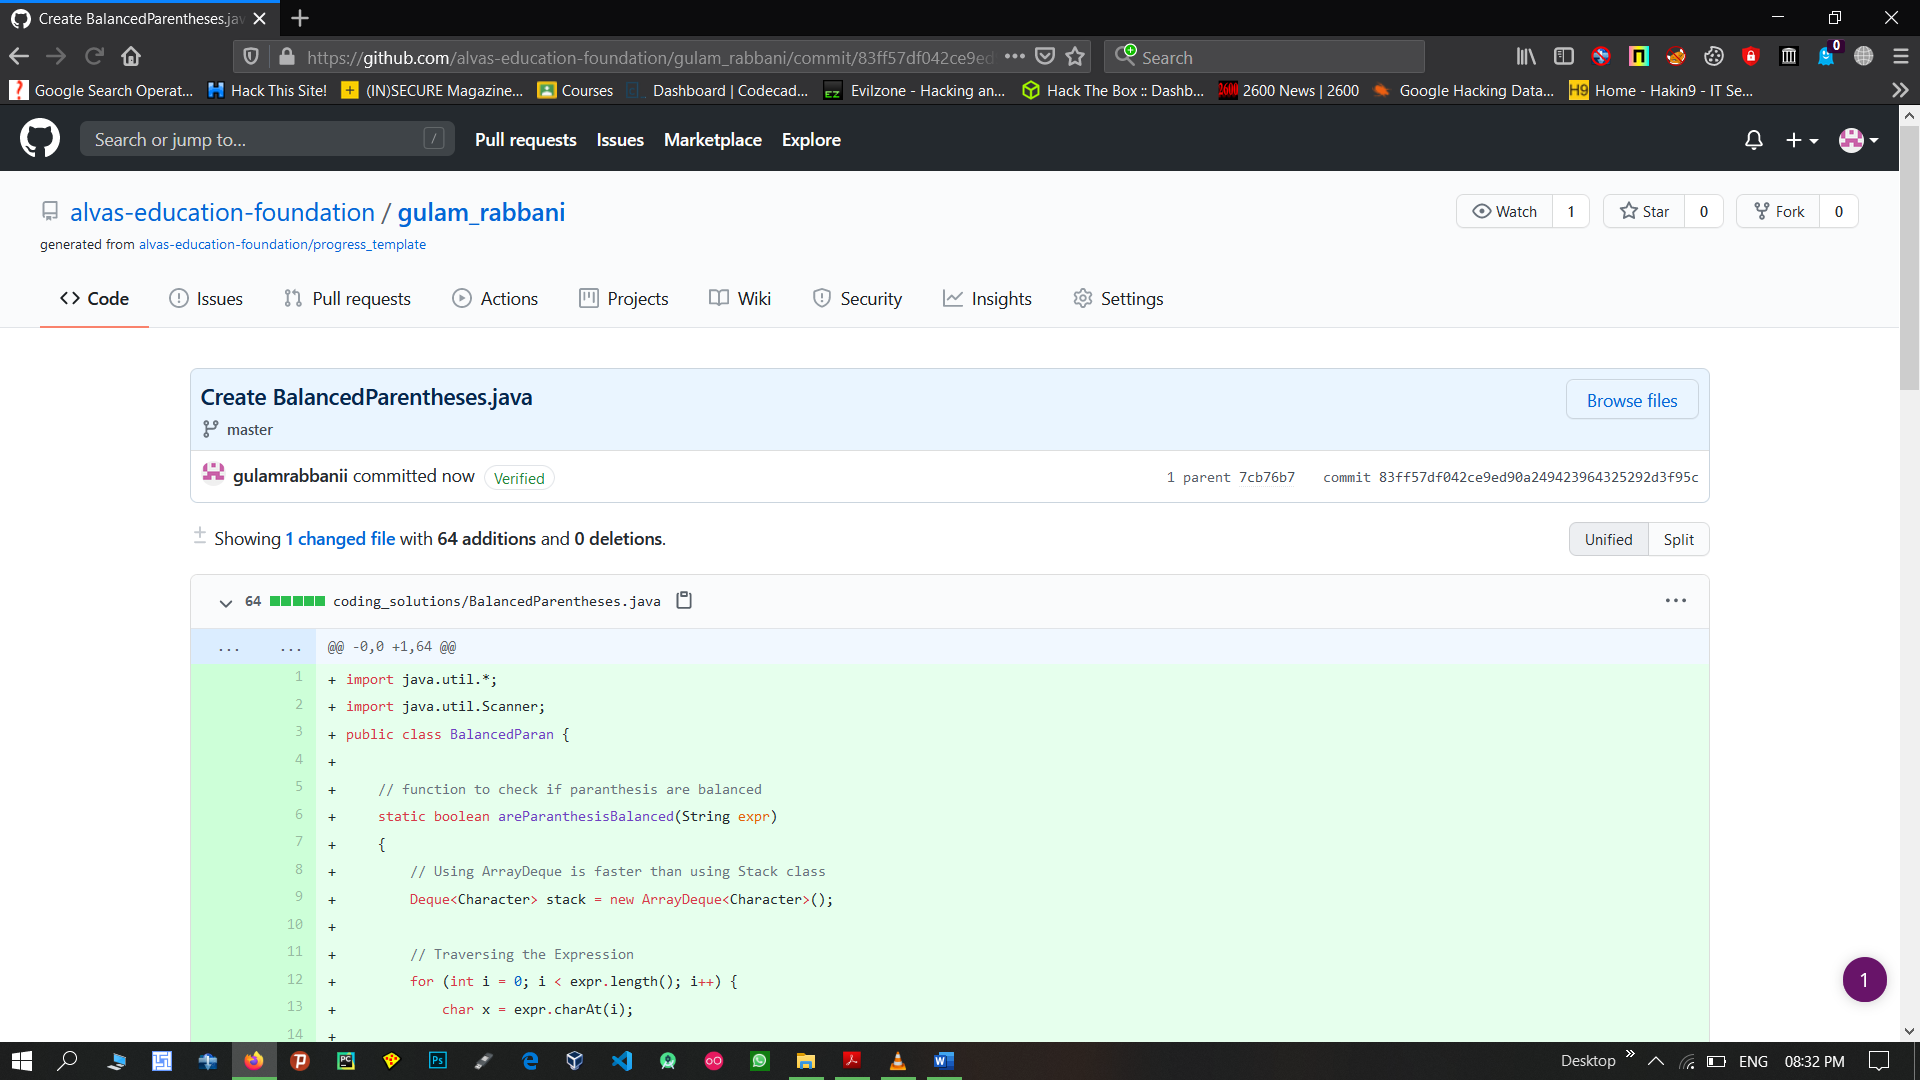 Create BalancedParentheses.jav
https://github.com/alvas-education-foundation/gulam_rabbani/commit/83ff57df042ce9ed
Search
0
Google Search Operat...
Hack This Site!
(IN)SECURE Magazine...
Courses
Dashboard | Codecad...
EZ
Evilzone - Hacking an...
Hack The Box :: Dashb...
2600
2600 News | 2600
Google Hacking Data...
H9
Home - Hakin9 - IT Se...
Search or jump to...
/
Pull requests
Issues
Marketplace
Explore
alvas-education-foundation / gulam_rabbani
Watch
1
Star
0
Fork
0
generated from alvas-education-foundation/progress_template
Code
Issues
Pull requests
Actions
Projects
Wiki
Security
Insights
Settings
Create BalancedParentheses.java
Browse files
master
gulamrabbanii committed now
Verified
1 parent 7cb76b7
commit 83ff57df042ce9ed90a249423964325292d3f95c
Showing 1 changed file with 64 additions and 0 deletions.
Unified
Split
64
coding_solutions/BalancedParentheses.java
...
... ... @@ -0,0 +1,64 @@
1 + import java.util.*;
2 + import java.util.Scanner;
3 + public class BalancedParan {
4 +
5 + // function to check if paranthesis are balanced
6 + static boolean areParanthesisBalanced(String expr)
7 + {
8 + // Using ArrayDeque is faster than using Stack class
9 + Deque<Character> stack = new ArrayDeque<Character>();
10 +
11 + // Traversing the Expression
12 + for (int i = 0; i < expr.length(); i++) {
13 + char x = expr.charAt(i);
14 +
1
PC
Ps
W
Desktop
ENG
08:32 PM